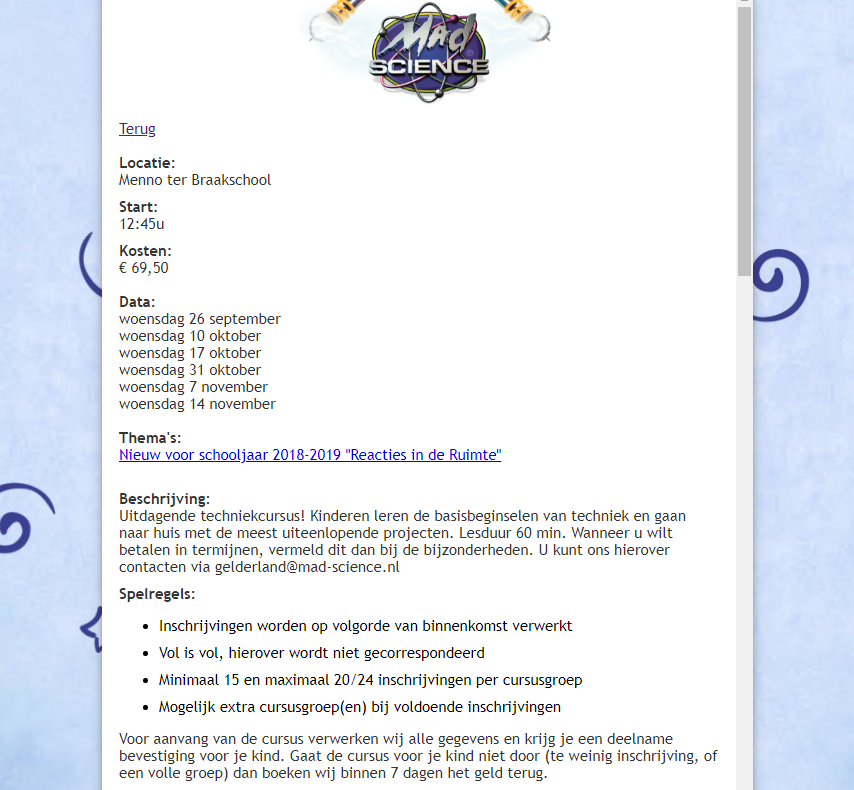 Mad
SCIENCE
Terug
Locatie:
Menno ter Braakschool
Start:
12:45u
Kosten:
€ 69,50
Data:
woensdag 26 september
woensdag 10 oktober
woensdag 17 oktober
woensdag 31 oktober
woensdag 7 november
woensdag 14 november
Thema's:
Nieuw voor schooljaar 2018-2019 "Reacties in de Ruimte"
Beschrijving:
Uitdagende techniekcursus! Kinderen leren de basisbeginselen van techniek en gaan
naar huis met de meest uiteenlopende projecten. Lesduur 60 min. Wanneer u wilt
betalen in termijnen, vermeld dit dan bij de bijzonderheden. U kunt ons hierover
contacten via gelderland@mad-science.nl
Spelregels:
• Inschrijvingen worden op volgorde van binnenkomst verwerkt
• Vol is vol, hierover wordt niet gecorrespondeerd
• Minimaal 15 en maximaal 20/24 inschrijvingen per cursusgroep
• Mogelijk extra cursusgroep(en) bij voldoende inschrijvingen
Voor aanvang van de cursus verwerken wij alle gegevens en krijg je een deelname
bevestiging voor je kind. Gaat de cursus voor je kind niet door (te weinig inschrijving, of
een volle groep) dan boeken wij binnen 7 dagen het geld terug.